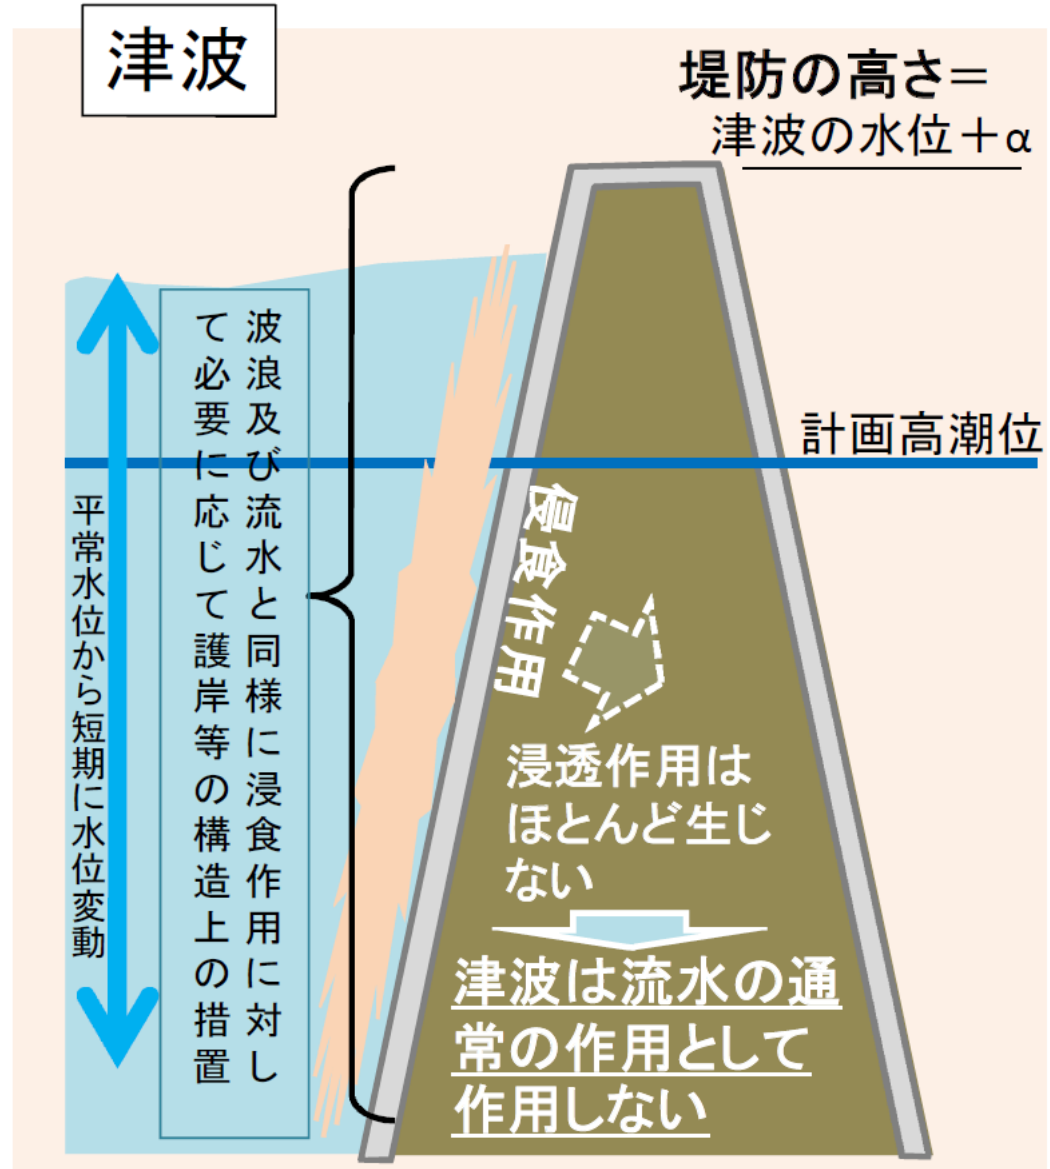 津波
堤防の高さ＝
津波の水位＋α
計画高潮位
波浪及び流水と同様に浸食作用に対し
て必要に応じて護岸等の構造上の措置
平常水位から短期に水位変動
侵食作用
浸透作用は
ほとんど生じ
ない
津波は流水の通
常の作用として
作用しない